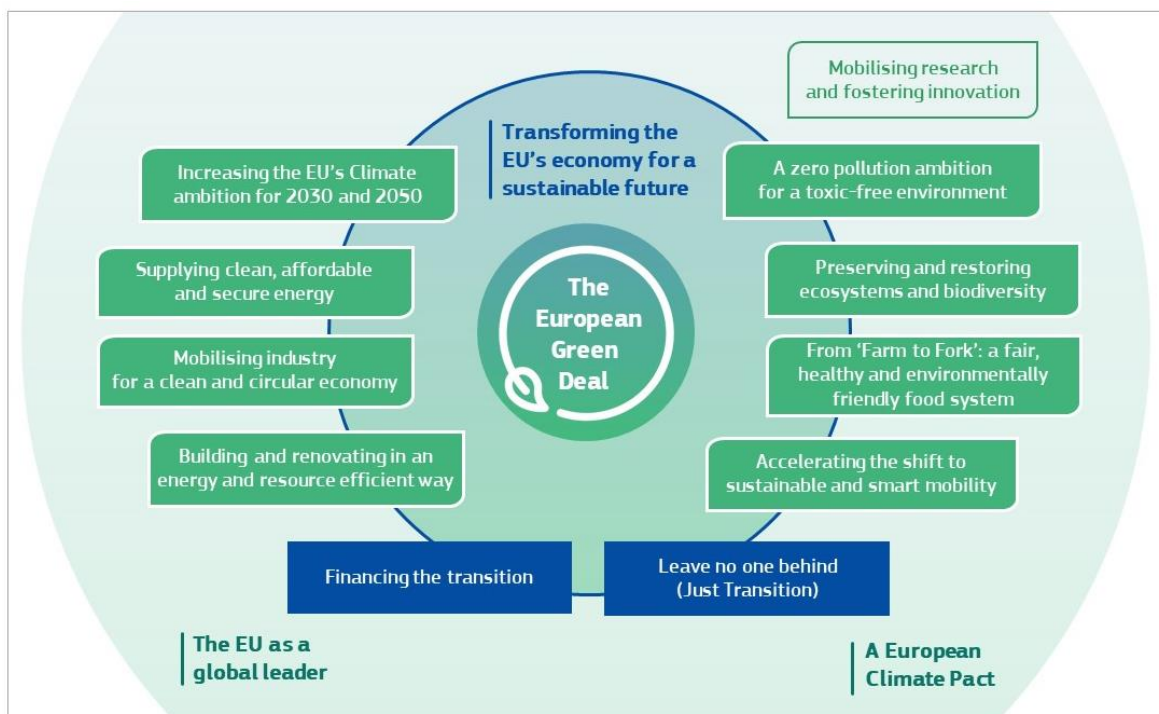 Mobilising research
and fostering innovation
Transforming the
EU's economy for a
sustainable future
Increasing the EU's Climate
ambition for 2030 and 2050
A zero pollution ambition
for a toxic-free environment
Supplying clean, affordable
and secure energy
Preserving and restoring
ecosystems and biodiversity
The
European
Green
Deal
Mobilising industry
for a clean and circular economy
From ‘Farm to Fork’: a fair,
healthy and environmentally
friendly food system
Building and renovating in an
energy and resource efficient way
Accelerating the shift to
sustainable and smart mobility
Financing the transition
Leave no one behind
(Just Transition)
The EU as a
global leader
A European
Climate Pact